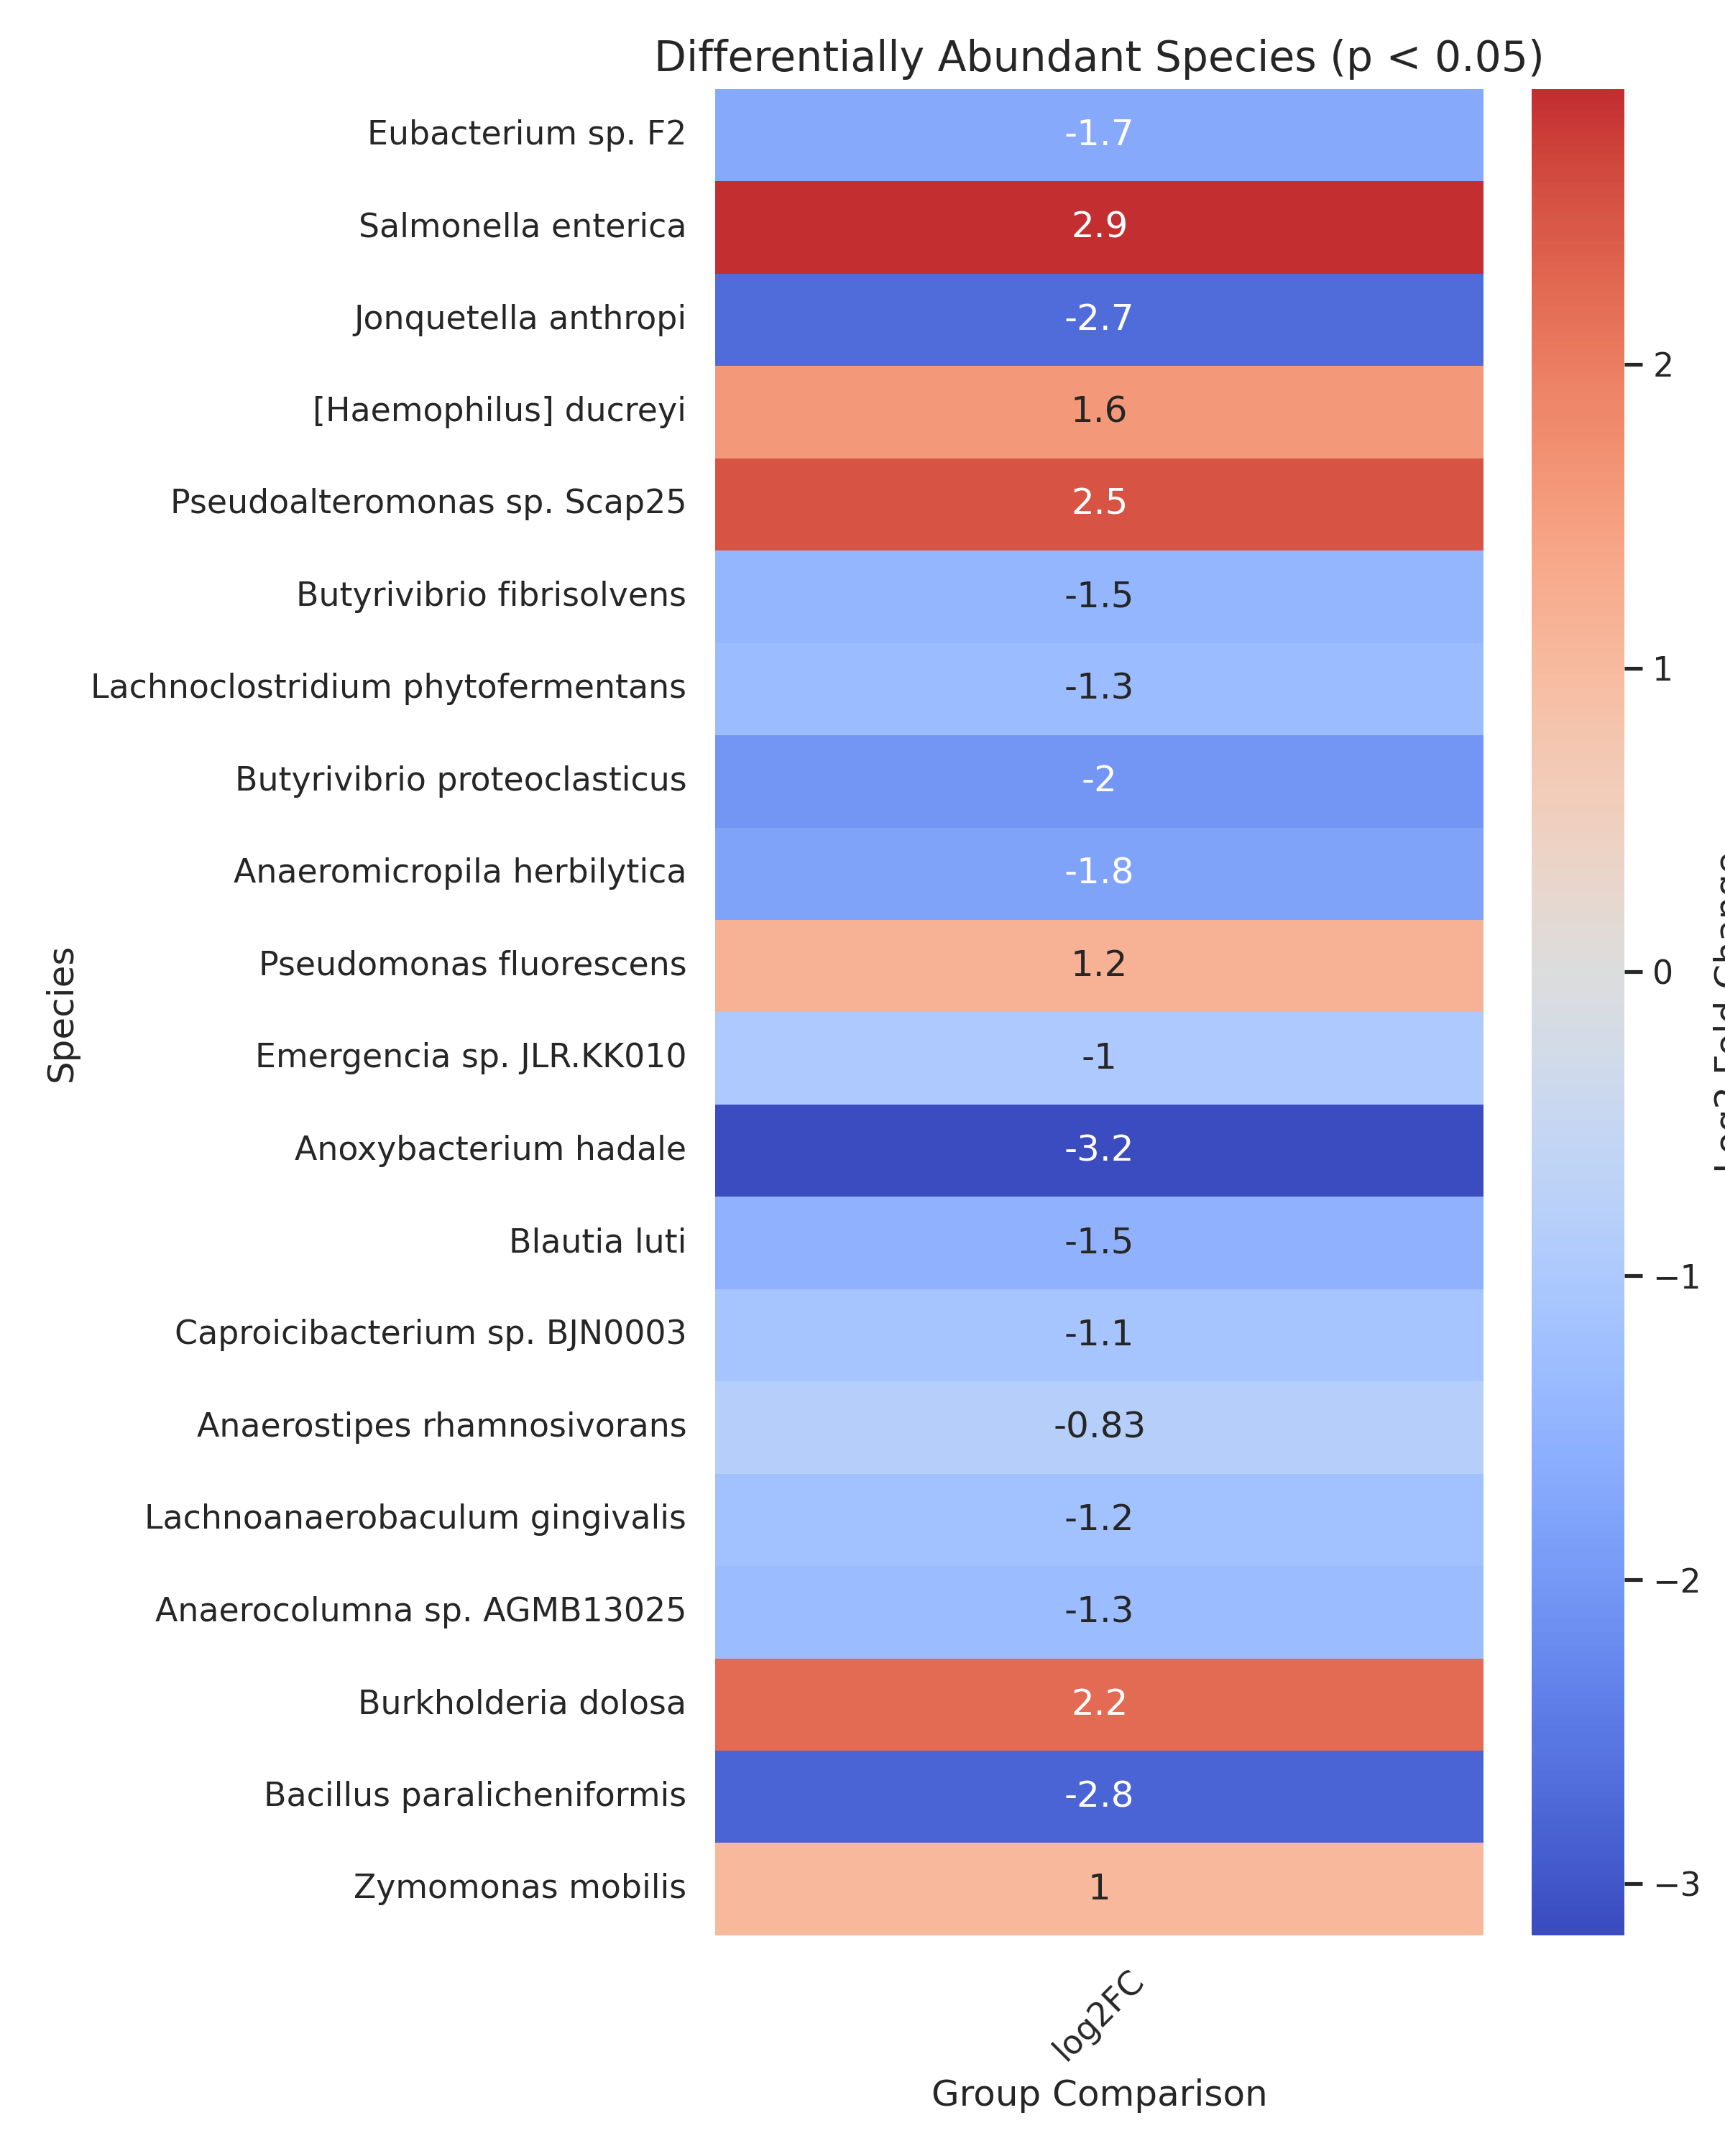 Differentially Abundant Species (p < 0.05)
Species
Eubacterium sp. F2 -1.7
Salmonella enterica 2.9
Jonquetella anthropi -2.7
[Haemophilus] ducreyi 1.6
Pseudoalteromonas sp. Scap25 2.5
Butyrivibrio fibrisolvens -1.5
Lachnoclostridium phytofermentans -1.3
Butyrivibrio proteoclasticus -2
Anaeromicropila herbilytica -1.8
Pseudomonas fluorescens 1.2
Emergencia sp. JLR.KK010 -1
Anoxybacterium hadale -3.2
Blautia luti -1.5
Caproicibacterium sp. BJN0003 -1.1
Anaerostipes rhamnosivorans -0.83
Lachnoanaerobaculum gingivalis -1.2
Anaerocolumna sp. AGMB13025 -1.3
Burkholderia dolosa 2.2
Bacillus paralicheniformis -2.8
Zymomonas mobilis 1
log2FC
Group Comparison
2
1
0
−1
−2
−3
Log2 Fold Change